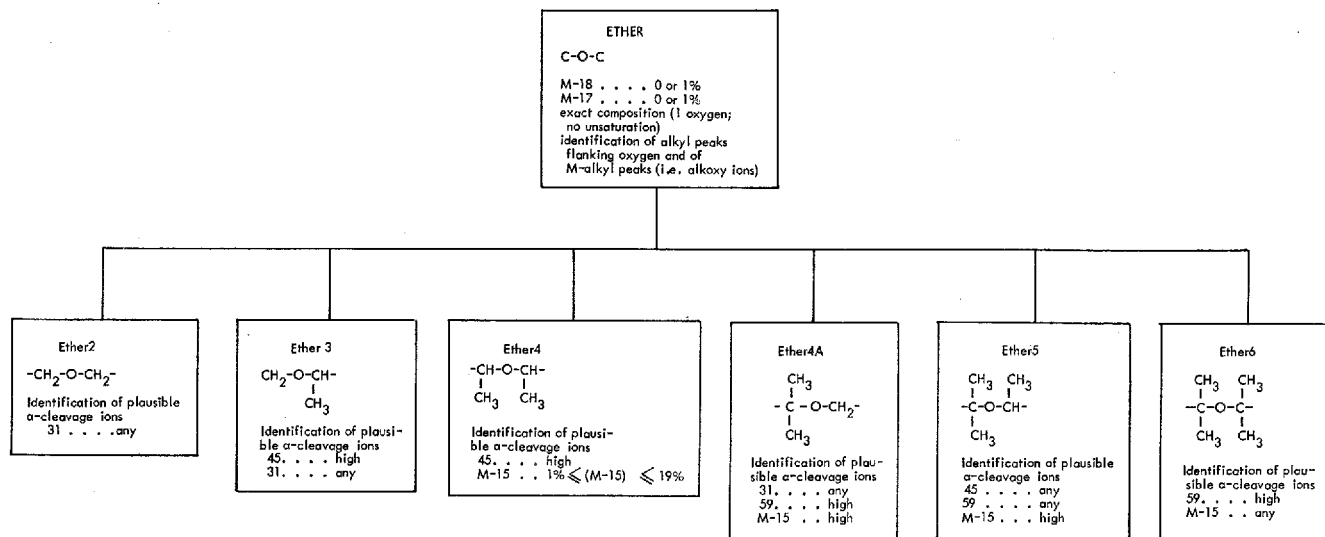 ETHER
C-O-C
M-18 . . . . 0 or 1%
M-17 . . . . 0 or 1%
exact composition (1 oxygen;
no unsaturation)
identification of alkyl peaks
flanking oxygen and of
M-alkyl peaks (i.e. alkoxy ions)
Ether2
-CH2-O-CH2-
Identification of plausible
α-cleavage ions
31 . . . . any
Ether 3
CH2-O-CH-
CH3
Identification of plausi-
ble α-cleavage ions
45. . . . high
31. . . . any
Ether4
-CH-O-CH-
CH3 CH3
Identification of plausi-
ble α-cleavage ions
45. . . . high
M-15 . . 1% ≤ (M-15) ≤ 19%
Ether4A
CH3
- C -O-CH2-
CH3
Identification of plau-
sible α-cleavage ions
31. . . . any
59. . . . high
M-15 . . high
Ether5
CH3 CH3
-C-O-CH-
CH3
Identification of plausible
α-cleavage ions
45 . . . . any
59 . . . . any
M-15 . . . high
Ether6
CH3 CH3
-C-O-C-
CH3 CH3
Identification of plau-
sible α-cleavage ions
59. . . . high
M-15 . . any